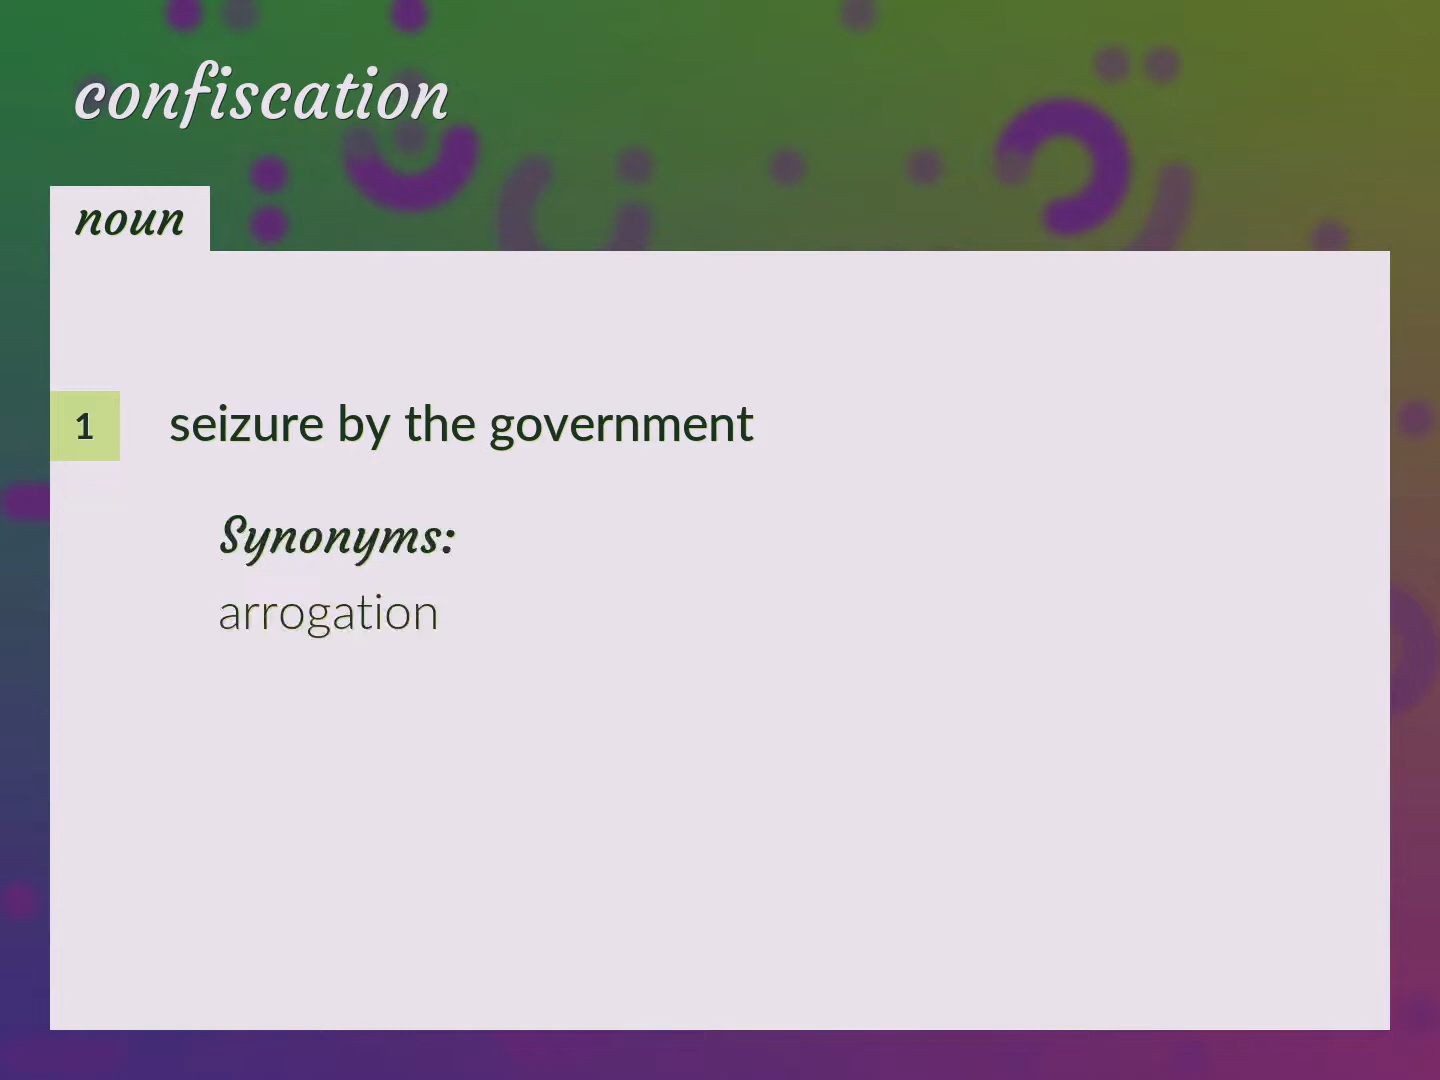 confiscation
noun
1
seizure by the government
Synonyms:
arrogation